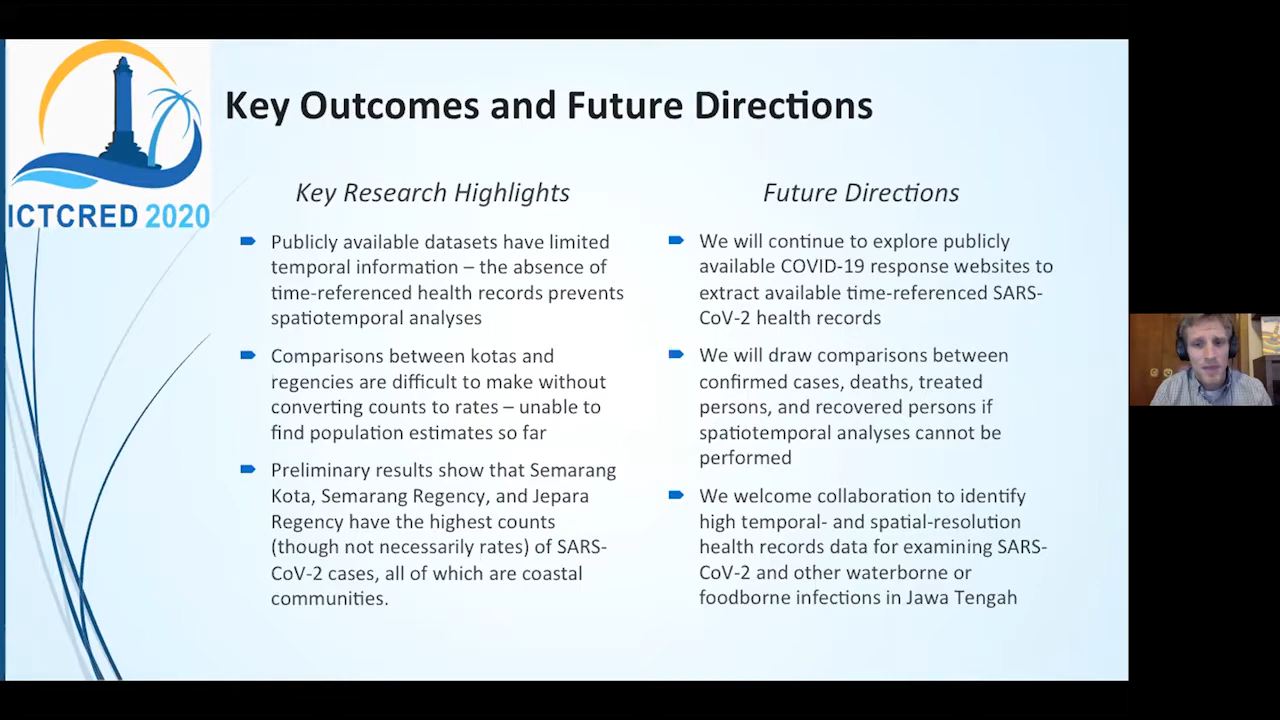 ICTCRED 2020
Key Outcomes and Future Directions
Key Research Highlights
Publicly available datasets have limited
temporal information – the absence of
time-referenced health records prevents
spatiotemporal analyses
Comparisons between kotas and
regencies are difficult to make without
converting counts to rates – unable to
find population estimates so far
Preliminary results show that Semarang
Kota, Semarang Regency, and Jepara
Regency have the highest counts
(though not necessarily rates) of SARS-
CoV-2 cases, all of which are coastal
communities.
Future Directions
We will continue to explore publicly
available COVID-19 response websites to
extract available time-referenced SARS-
CoV-2 health records
We will draw comparisons between
confirmed cases, deaths, treated
persons, and recovered persons if
spatiotemporal analyses cannot be
performed
We welcome collaboration to identify
high temporal- and spatial-resolution
health records data for examining SARS-
CoV-2 and other waterborne or
foodborne infections in Jawa Tengah